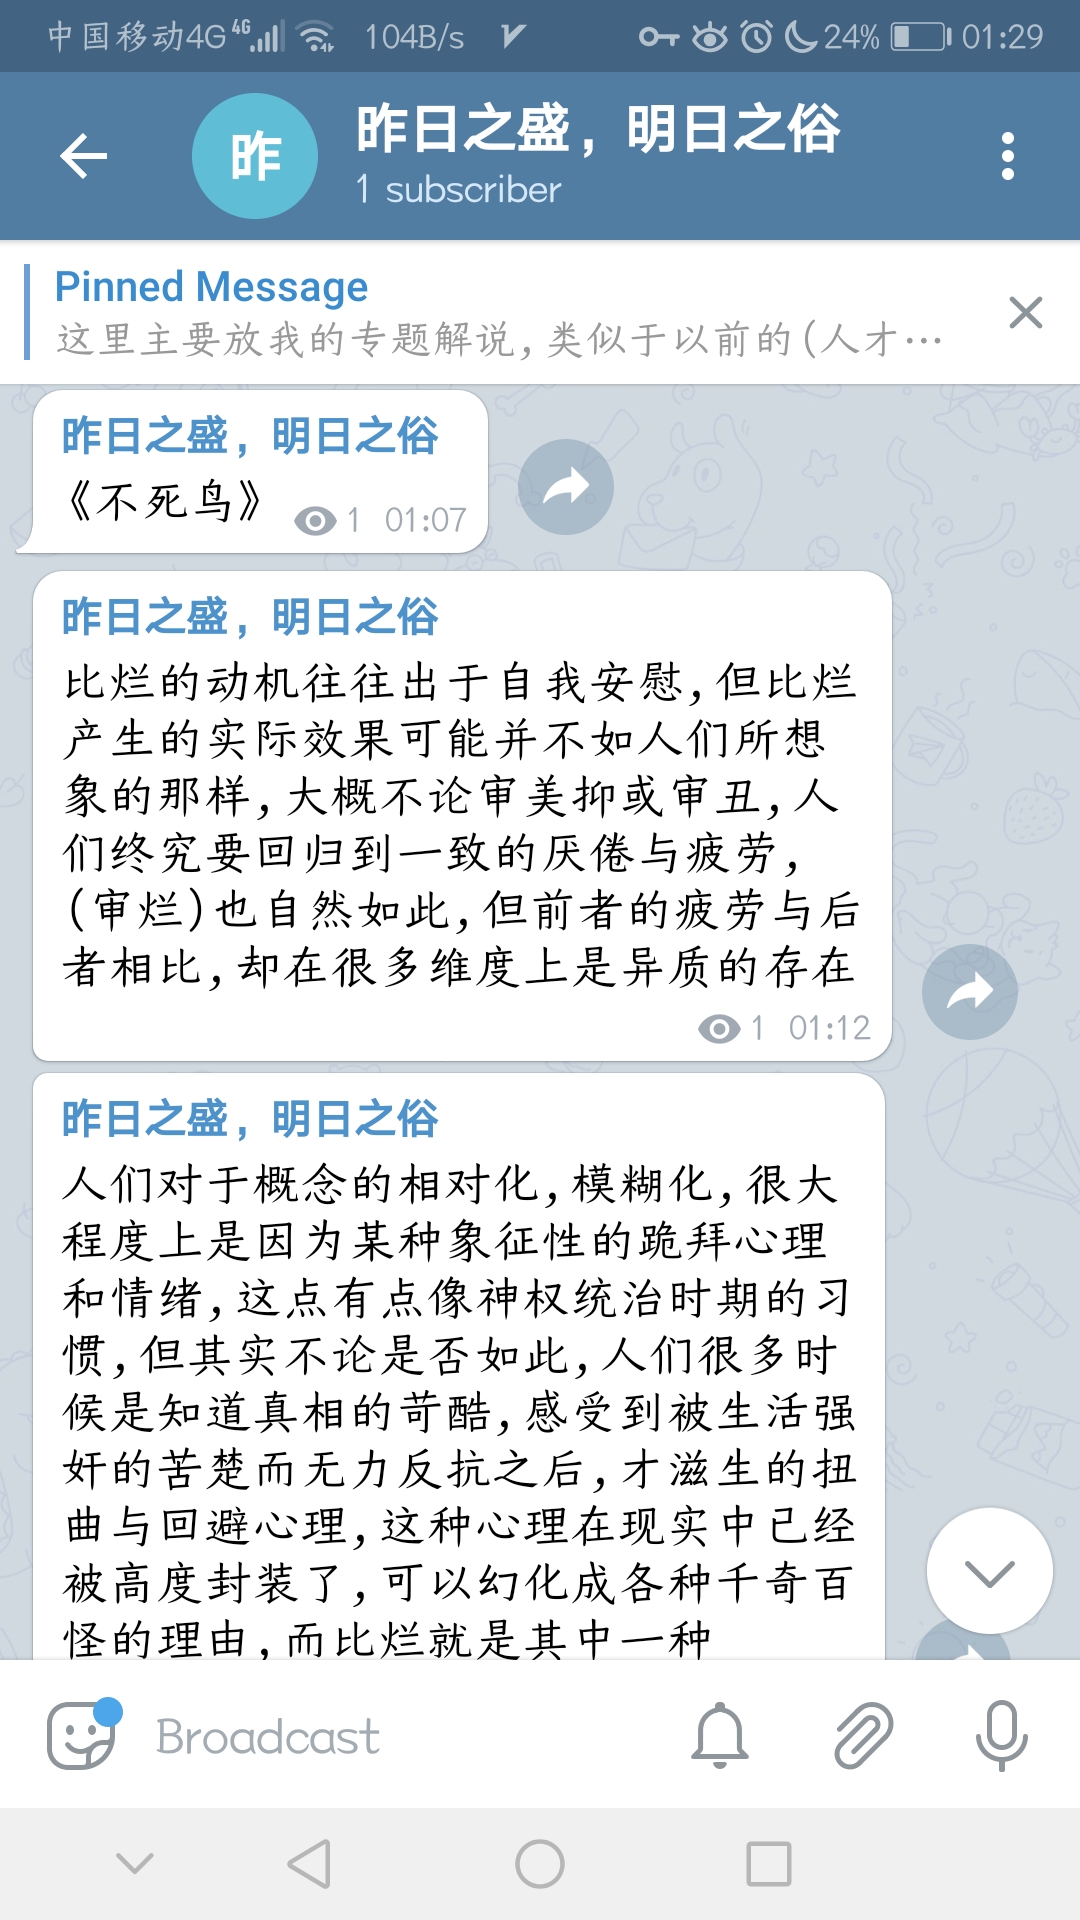 中国移动4G 4G 104B/s 24% 01:29
昨
昨日之盛，明日之俗
1 subscriber
Pinned Message
这里主要放我的专题解说,类似于以前的(人才…
昨日之盛，明日之俗
《不死鸟》 1 01:07
昨日之盛，明日之俗
比烂的动机往往出于自我安慰,但比烂
产生的实际效果可能并不如人们所想
象的那样,大概不论审美抑或审丑,人
们终究要回归到一致的厌倦与疲劳,
(审烂)也自然如此,但前者的疲劳与后
者相比,却在很多维度上是异质的存在
1 01:12
昨日之盛，明日之俗
人们对于概念的相对化,模糊化,很大
程度上是因为某种象征性的跪拜心理
和情绪,这点有点像神权统治时期的习
惯,但其实不论是否如此,人们很多时
候是知道真相的苛酷,感受到被生活强
奸的苦楚而无力反抗之后,才滋生的扭
曲与回避心理,这种心理在现实中已经
被高度封装了,可以幻化成各种千奇百
怪的理由,而比烂就是其中一种
Broadcast